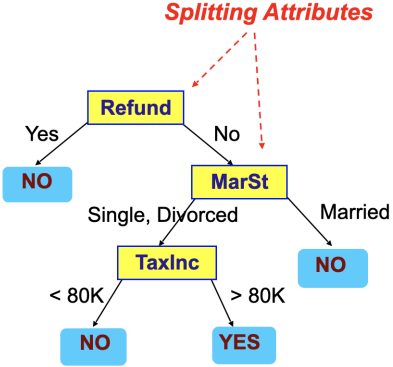 Splitting Attributes
Refund
Yes
No
NO
MarSt
Single, Divorced
Married
TaxInc
NO
< 80K
> 80K
NO
YES